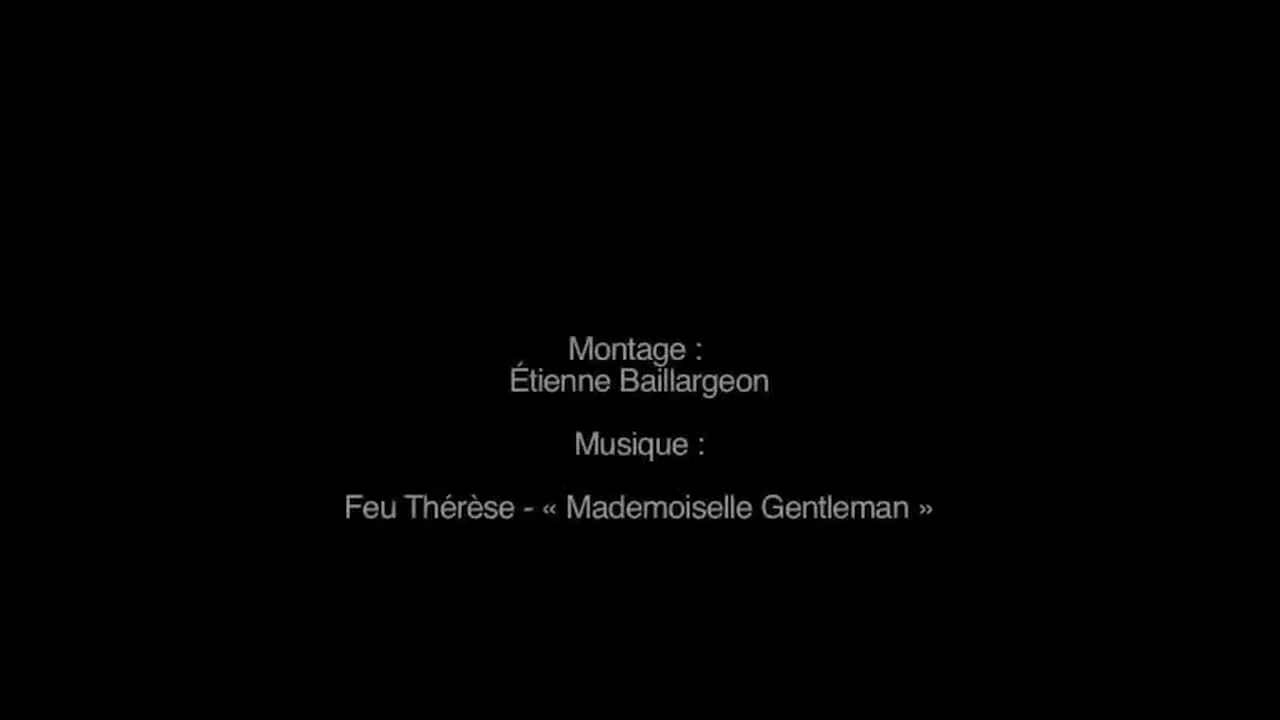 Montage :
Étienne Baillargeon
Musique :
Feu Thérèse - « Mademoiselle Gentleman »